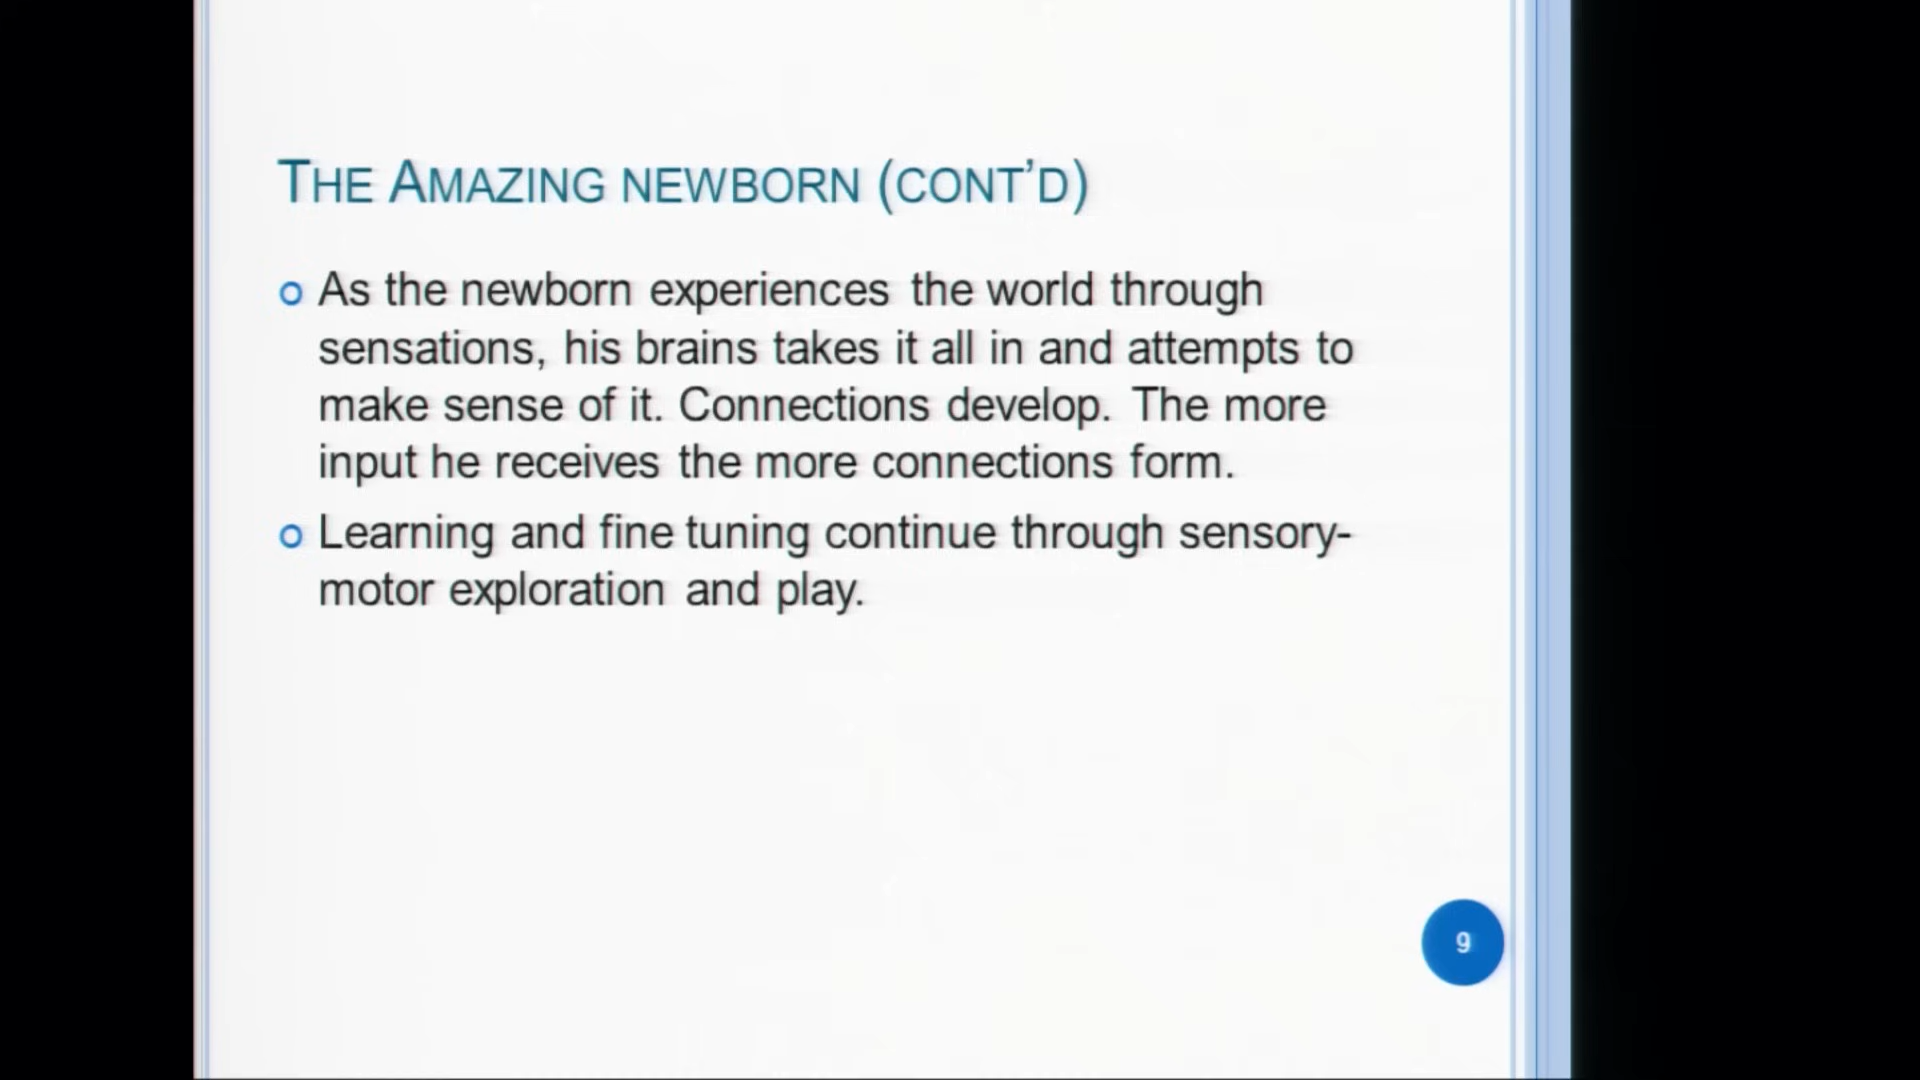 The Amazing newborn (cont'd)
As the newborn experiences the world through
sensations, his brains takes it all in and attempts to
make sense of it. Connections develop. The more
input he receives the more connections form.
Learning and fine tuning continue through sensory-
motor exploration and play.
9